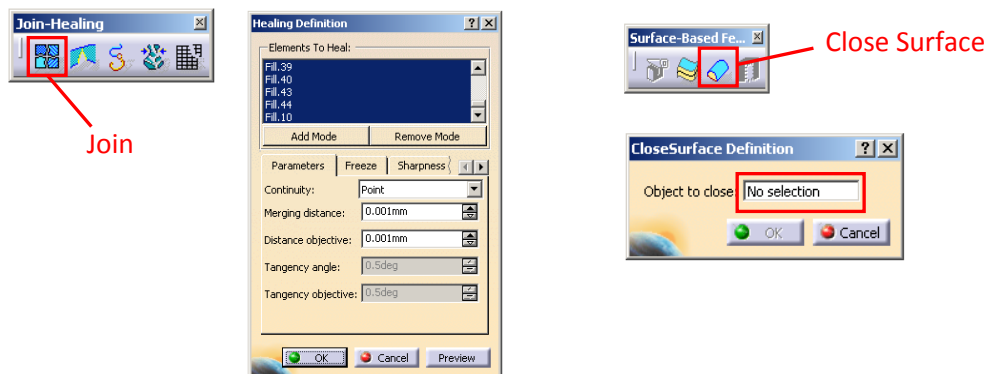 Join-Healing
Join
Healing Definition
Elements To Heal:
Fill.39
Fill.40
Fill.43
Fill.44
Fill.10
Add Mode
Remove Mode
Parameters
Freeze
Sharpness
Continuity:
Point
Merging distance:
0.001mm
Distance objective:
0.001mm
Tangency angle:
0.5deg
Tangency objective:
0.5deg
OK
Cancel
Preview
Surface-Based Fe...
Close Surface
CloseSurface Definition
Object to close:
No selection
OK
Cancel